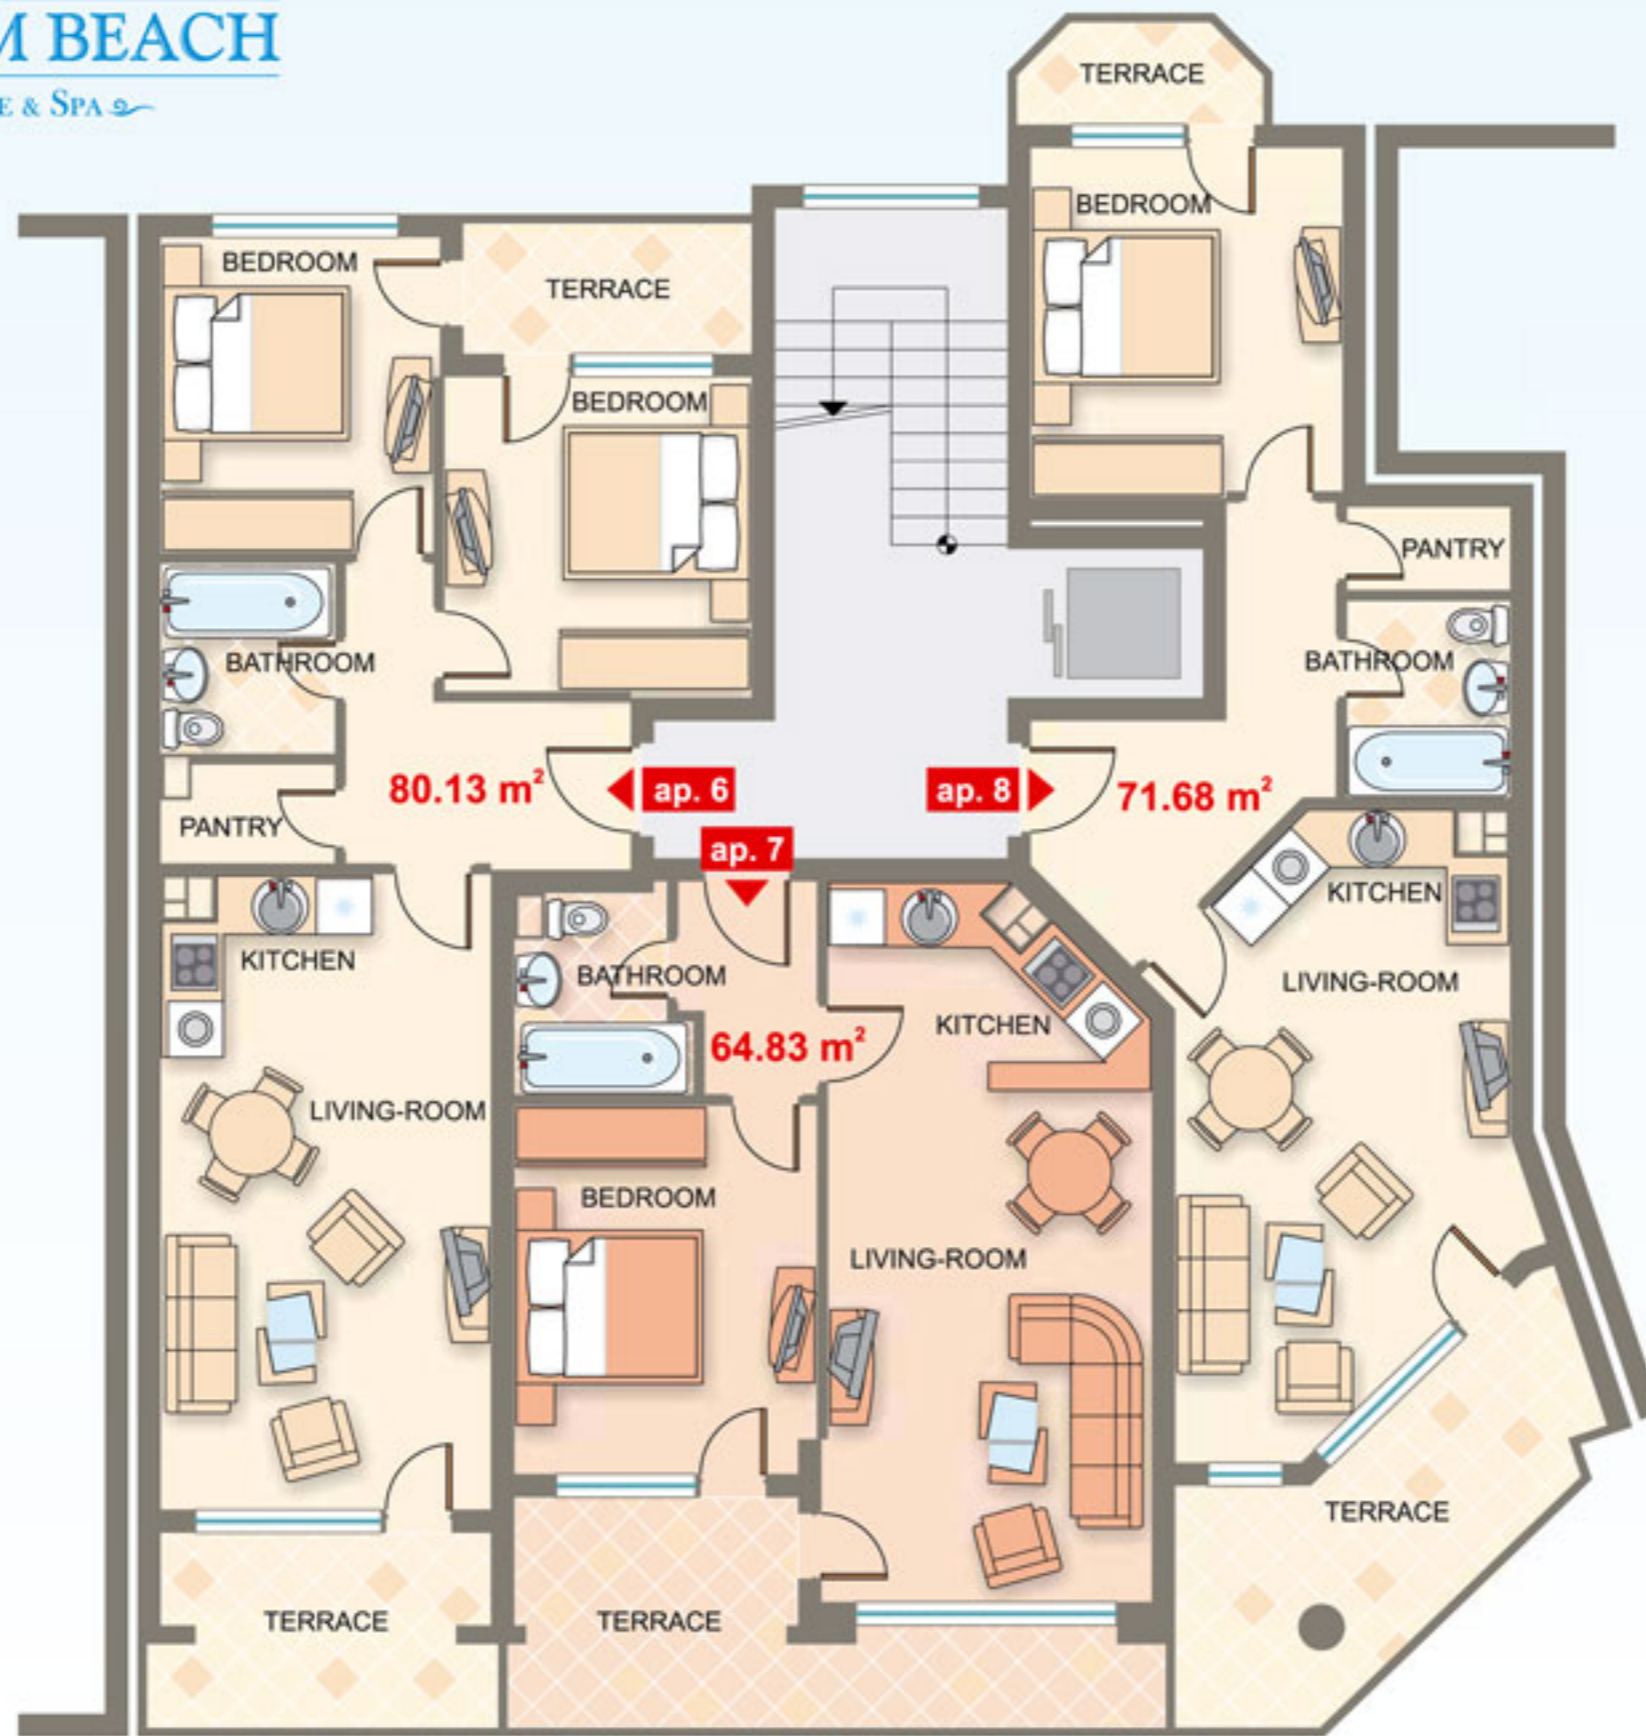 M BEACH
E & SPA
TERRACE
BEDROOM
BEDROOM
TERRACE
BEDROOM
PANTRY
BATHROOM
BATHROOM
80.13 m²
ap. 6
ap. 8
71.68 m²
PANTRY
ap. 7
KITCHEN
KITCHEN
BATHROOM
LIVING-ROOM
KITCHEN
64.83 m²
LIVING-ROOM
BEDROOM
LIVING-ROOM
TERRACE
TERRACE
TERRACE